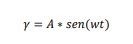 γ = A ∗ sen(wt)